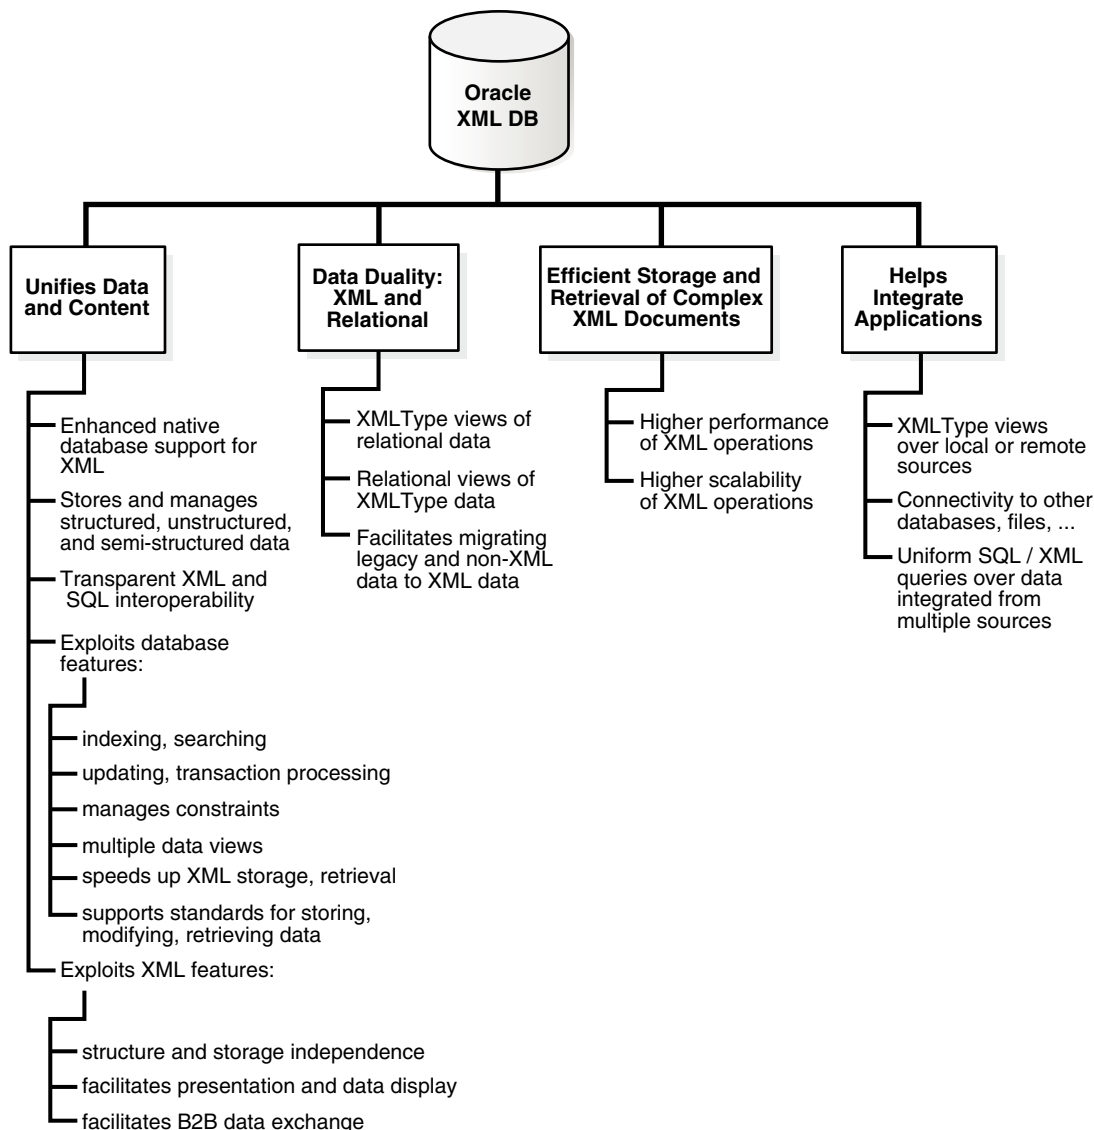 Oracle
XML DB
Unifies Data
and Content
Data Duality:
XML and
Relational
Efficient Storage and
Retrieval of Complex
XML Documents
Helps
Integrate
Applications
Enhanced native
database support for
XML
Stores and manages
structured, unstructured,
and semi-structured data
Transparent XML and
SQL interoperability
Exploits database
features:
indexing, searching
updating, transaction processing
manages constraints
multiple data views
speeds up XML storage, retrieval
supports standards for storing,
modifying, retrieving data
Exploits XML features:
structure and storage independence
facilitates presentation and data display
facilitates B2B data exchange
XMLType views of
relational data
Relational views of
XMLType data
Facilitates migrating
legacy and non-XML
data to XML data
Higher performance
of XML operations
Higher scalability
of XML operations
XMLType views
over local or remote
sources
Connectivity to other
databases, files, ...
Uniform SQL / XML
queries over data
integrated from
multiple sources